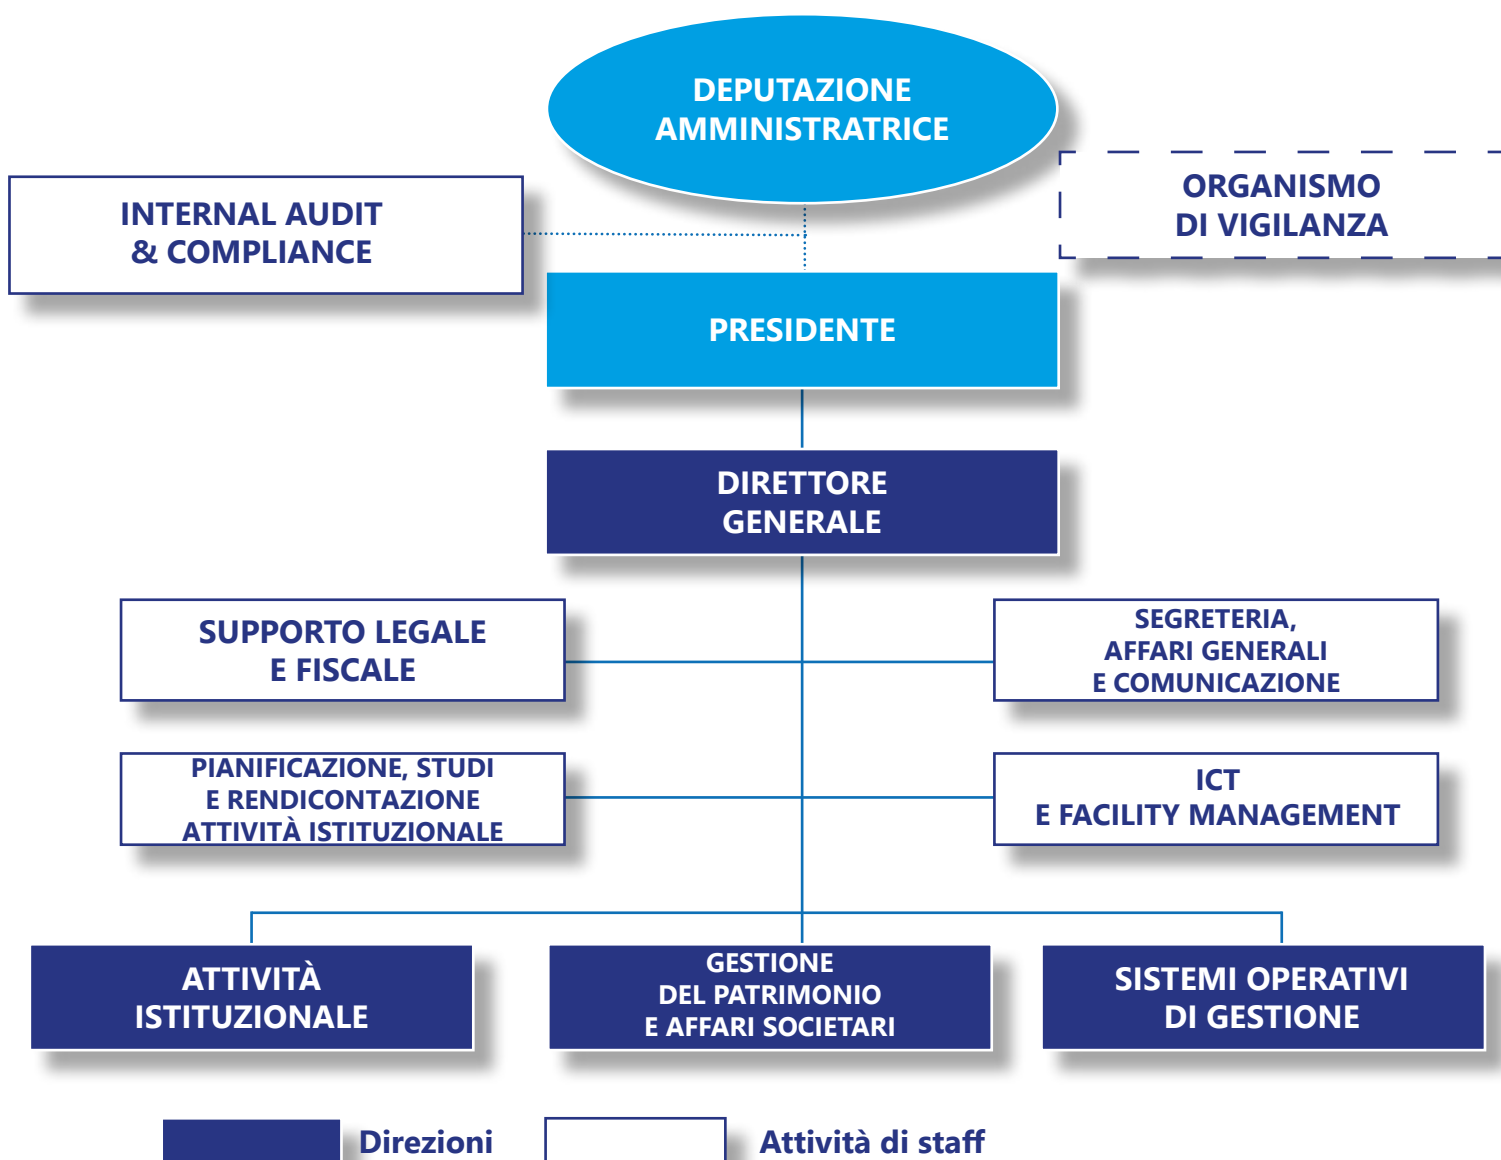 DEPUTAZIONE
AMMINISTRATRICE
ORGANISMO
DI VIGILANZA
INTERNAL AUDIT
& COMPLIANCE
PRESIDENTE
DIRETTORE
GENERALE
SUPPORTO LEGALE
E FISCALE
SEGRETERIA,
AFFARI GENERALI
E COMUNICAZIONE
PIANIFICAZIONE, STUDI
E RENDICONTAZIONE
ATTIVITÀ ISTITUZIONALE
ICT
E FACILITY MANAGEMENT
ATTIVITÀ
ISTITUZIONALE
GESTIONE
DEL PATRIMONIO
E AFFARI SOCIETARI
SISTEMI OPERATIVI
DI GESTIONE
Direzioni
Attività di staff